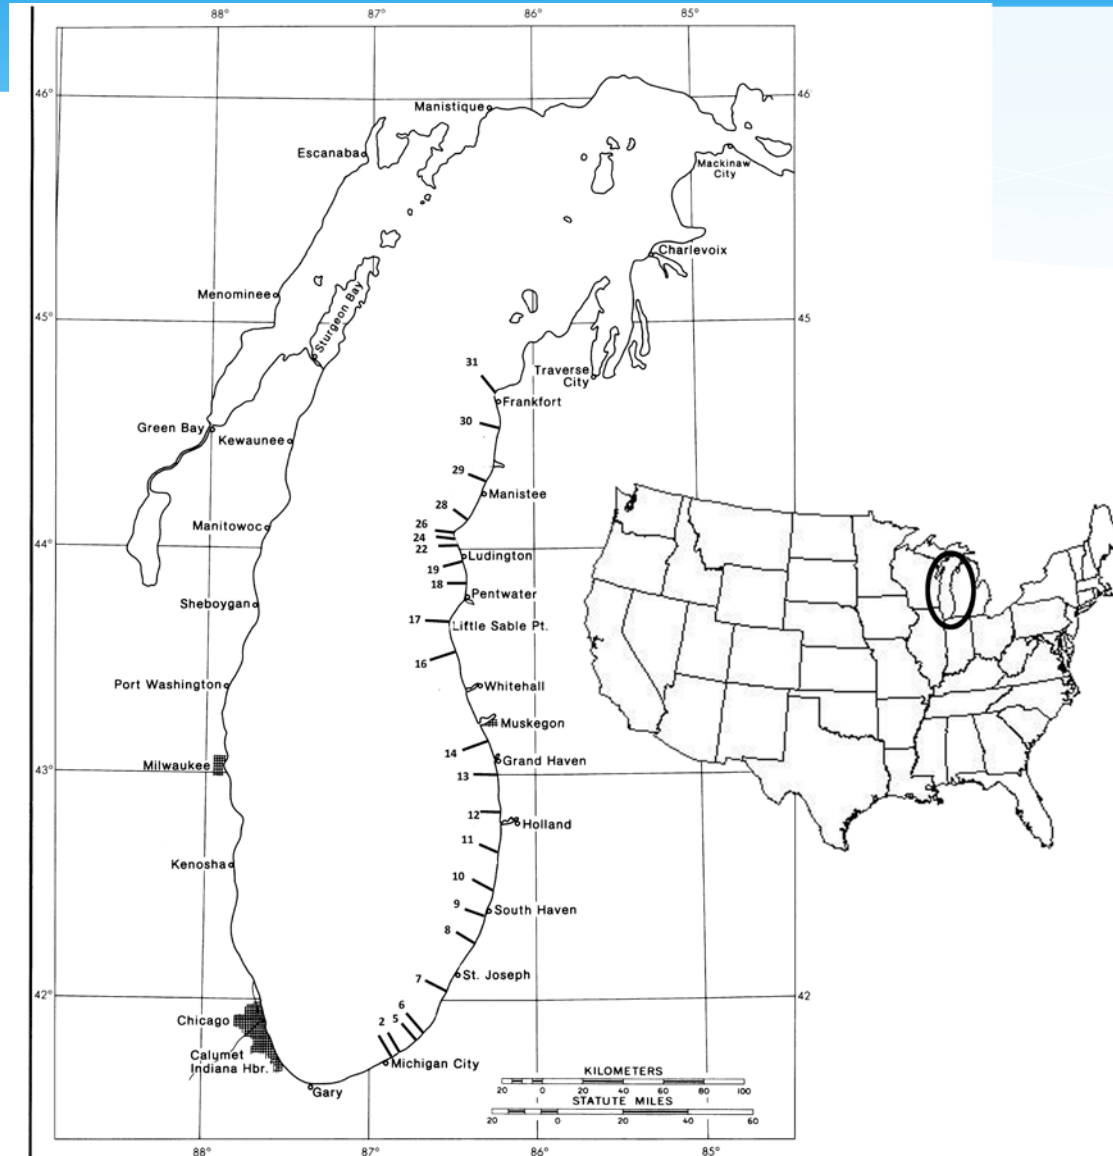 88°
87°
86°
85°
46°
46°
Manistique
Escanaba
Mackinaw
City
Charlevoix
Menominee
45°
45
Sturgeon Bay
31
Traverse
City
Frankfort
30
Green Bay
Kewaunee
29
Manistee
28
26
24
22
Manitowoc
44°
Ludington
19
18
Pentwater
Sheboygan
17
Little Sable Pt.
16
Port Washington
Whitehall
Muskegon
14
Grand Haven
Milwaukee
43°
13
12
Holland
11
Kenosha
10
9
South Haven
8
7
St. Joseph
42°
42
6
5
2
Chicago
Calumet
Indiana Hbr.
Michigan City
Gary
KILOMETERS
20 0 20 40 60 80 100
STATUTE MILES
20 0 20 40 60
88°
87°
86°
85°